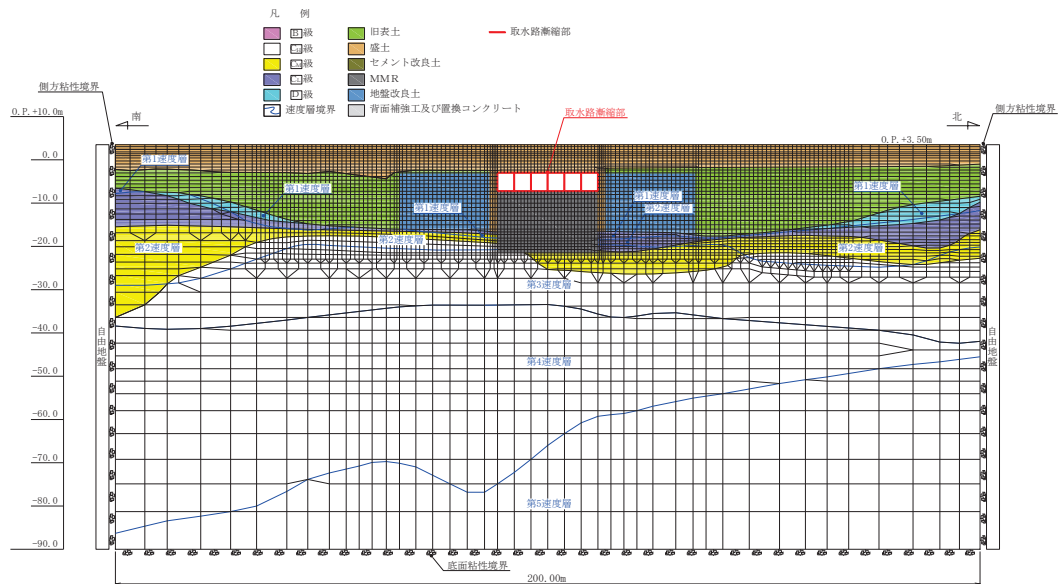 凡 例
B級
CH級
CM級
CL級
D級
速度層境界
旧表土
盛土
セメント改良土
MMR
地盤改良土
背面補強工及び置換コンクリート
取水路漸縮部
側方粘性境界
側方粘性境界
O.P.+10.0m
南
取水路漸縮部
北
O.P.+3.50m
0.0
-10.0
-20.0
-30.0
-40.0
-50.0
-60.0
-70.0
-80.0
-90.0
第1速度層
第1速度層
第1速度層
第1速度層
第1速度層
第2速度層
第2速度層
第2速度層
第2速度層
第3速度層
自由地盤
自由地盤
第4速度層
第5速度層
底面粘性境界
200.00m